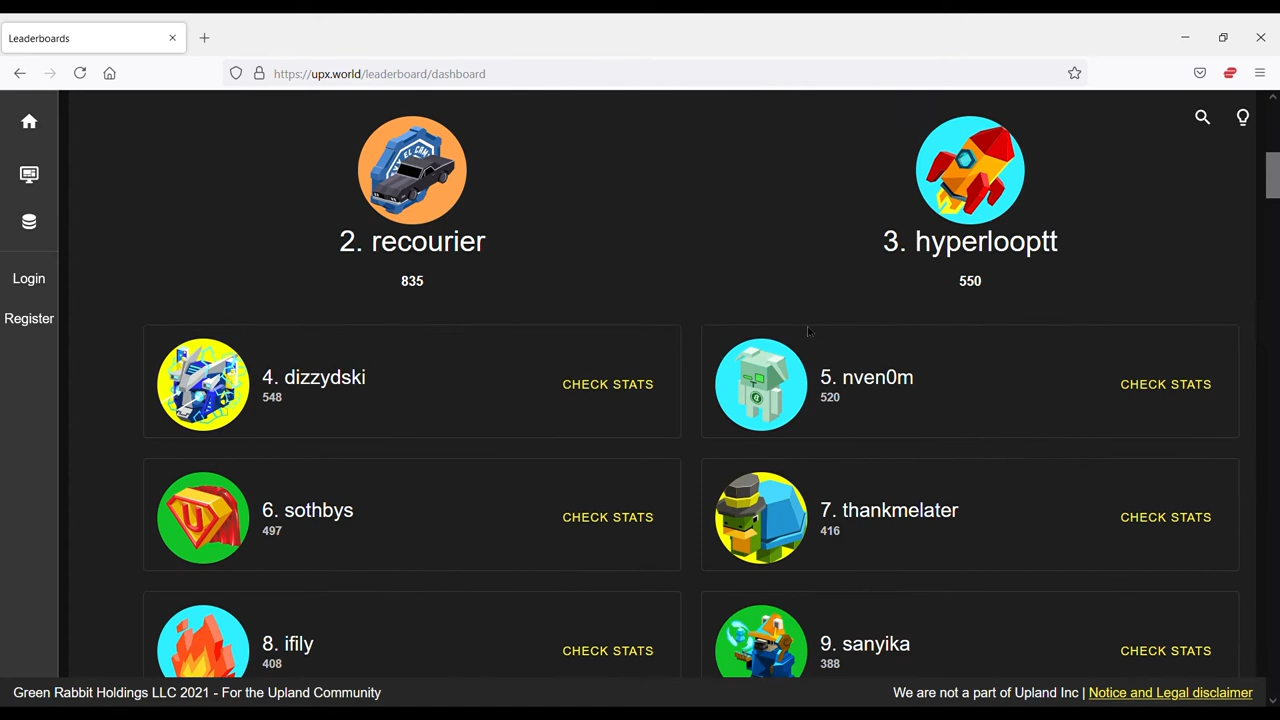 Leaderboards
https://upx.world/leaderboard/dashboard
2. recourier
835
3. hyperlooptt
550
Login
Register
4. dizzydski
548
CHECK STATS
5. nven0m
520
CHECK STATS
6. sothbys
497
CHECK STATS
7. thankmelater
416
CHECK STATS
8. ifily
408
CHECK STATS
9. sanyika
388
CHECK STATS
Green Rabbit Holdings LLC 2021 - For the Upland Community
We are not a part of Upland Inc | Notice and Legal disclaimer